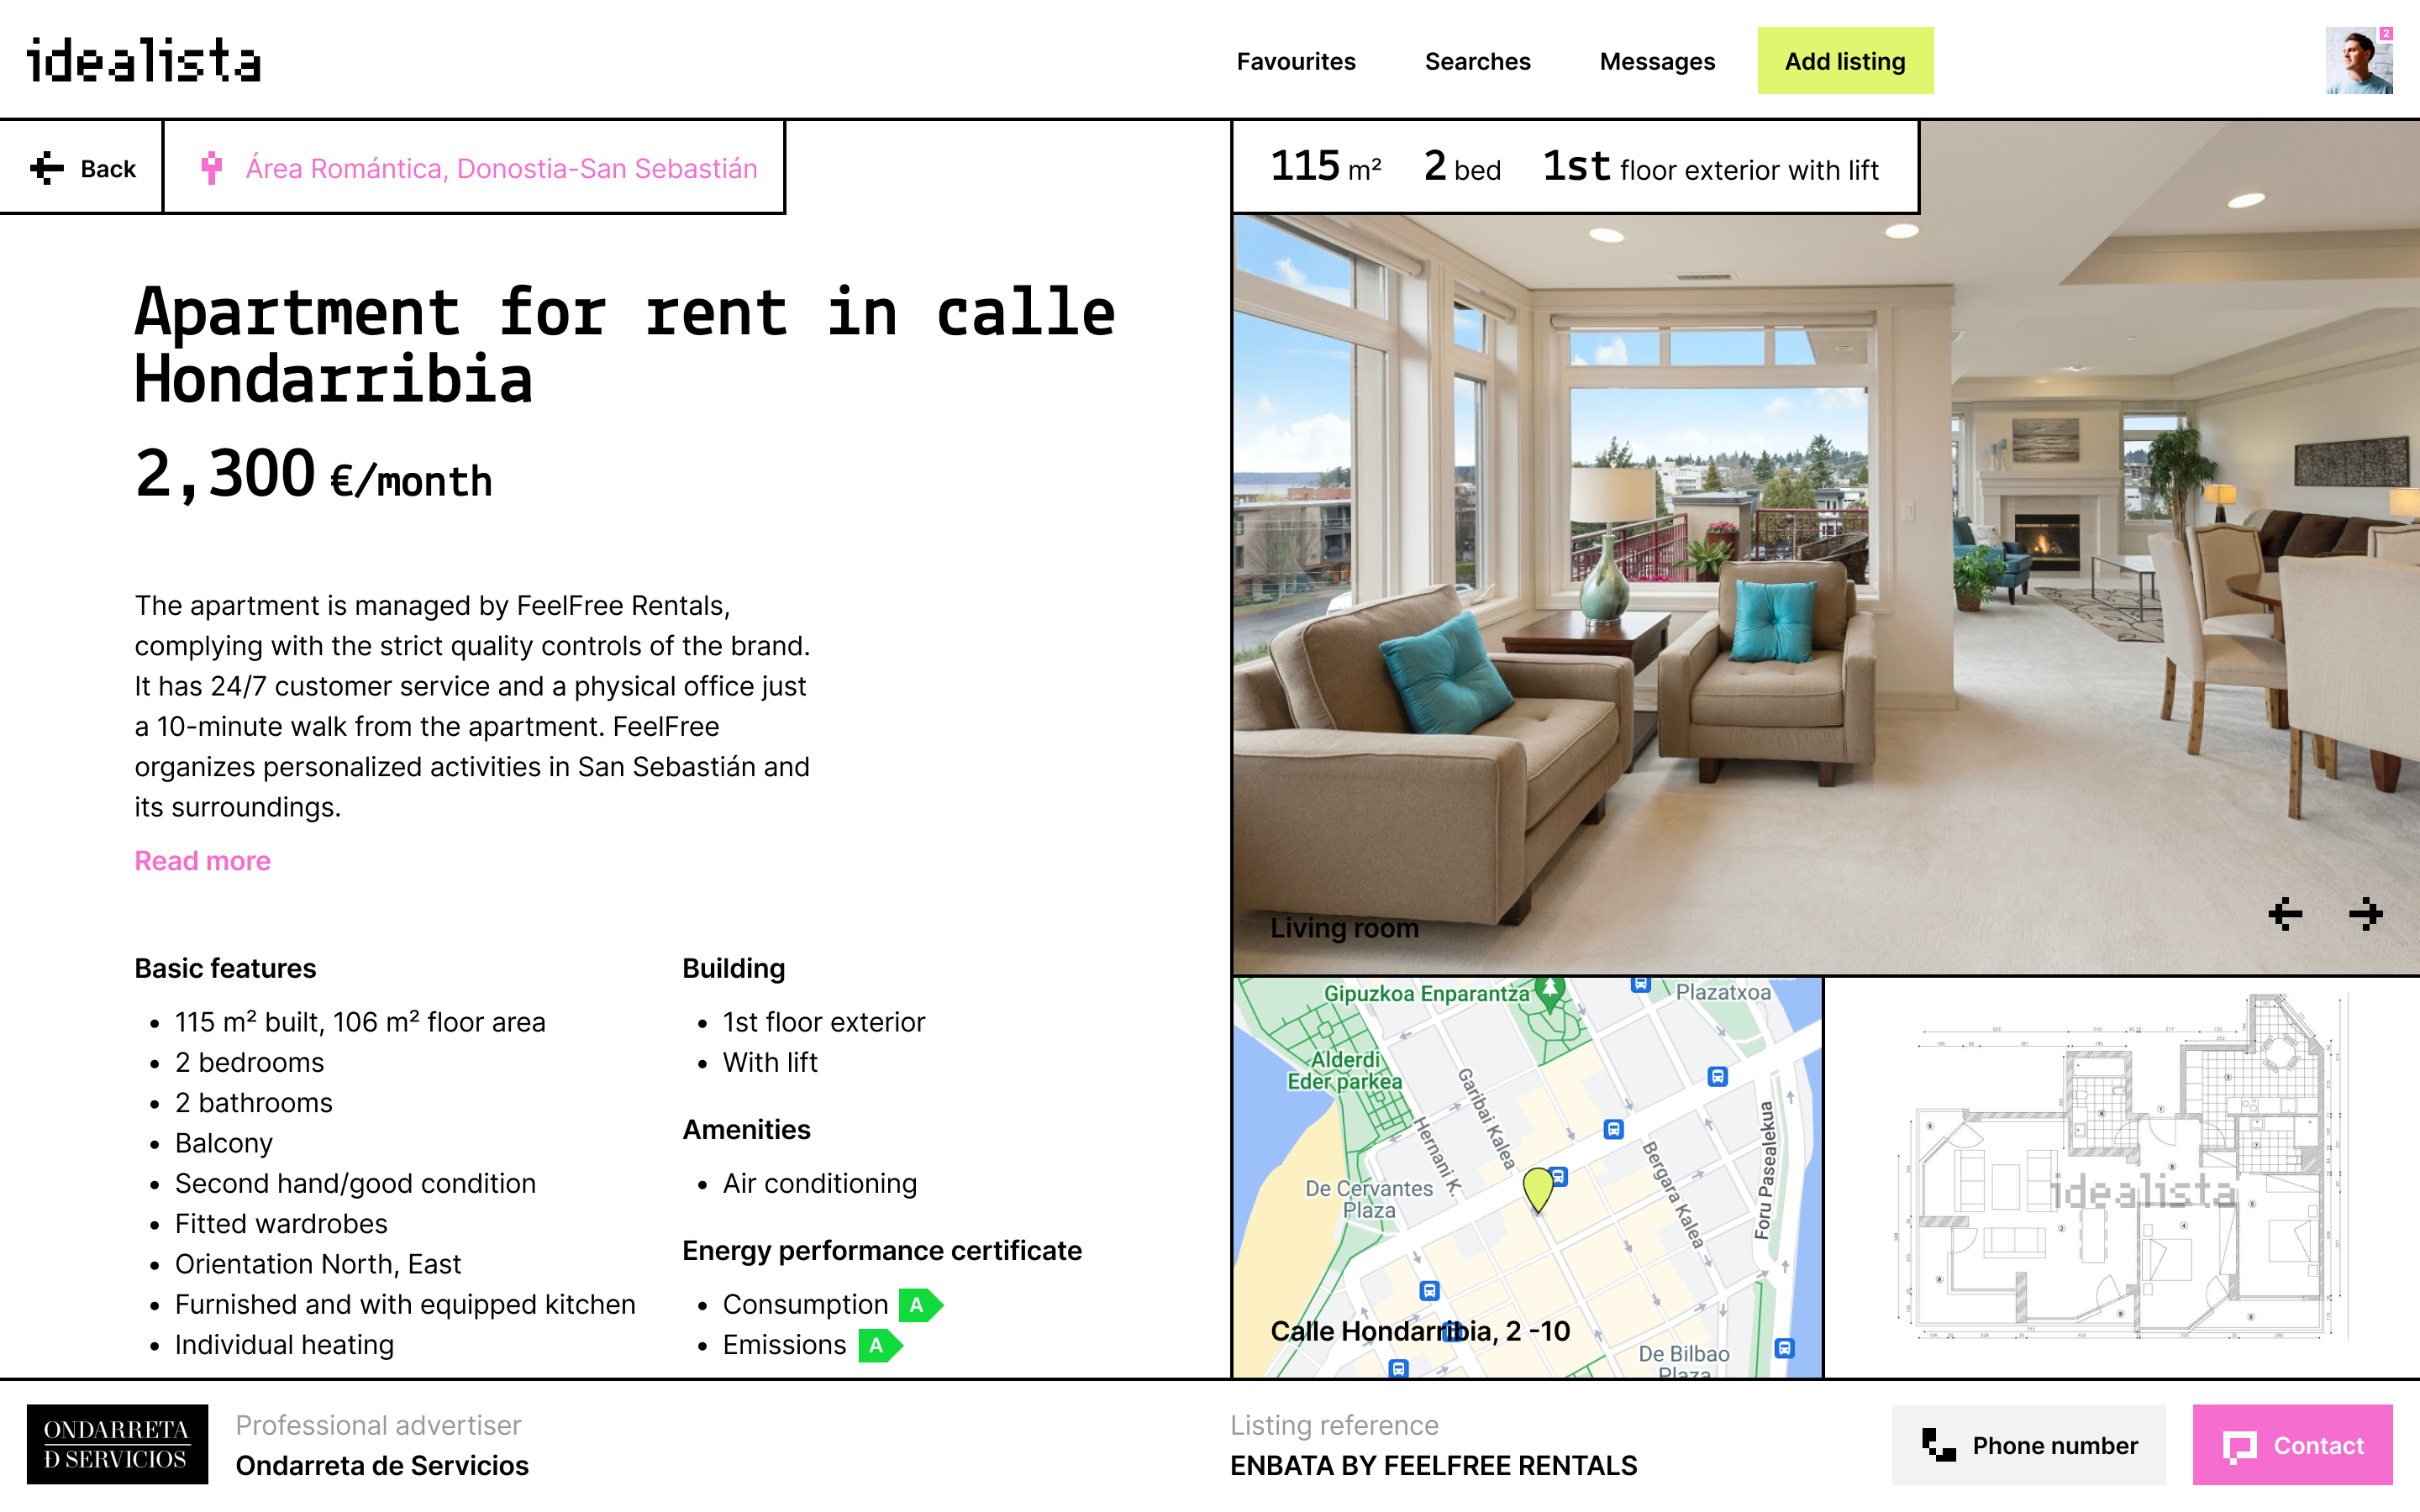 idealista
Favourites
Searches
Messages
Add listing
2
Back
Área Romántica, Donostia-San Sebastián
115 m²
2 bed
1st floor exterior with lift
Apartment for rent in calle
Hondarribia
2,300 €/month
The apartment is managed by FeelFree Rentals,
complying with the strict quality controls of the brand.
It has 24/7 customer service and a physical office just
a 10-minute walk from the apartment. FeelFree
organizes personalized activities in San Sebastián and
its surroundings.
Read more
Basic features
• 115 m² built, 106 m² floor area
• 2 bedrooms
• 2 bathrooms
• Balcony
• Second hand/good condition
• Fitted wardrobes
• Orientation North, East
• Furnished and with equipped kitchen
• Individual heating
Building
• 1st floor exterior
• With lift
Amenities
• Air conditioning
Energy performance certificate
• Consumption A
• Emissions A
Living room
Gipuzkoa Enparantza
Plazatxoa
Alderdi
Eder parkea
Garibai Kalea
Hernani K.
De Cervantes
Plaza
Bergara Kalea
Foru Pasealekua
Calle Hondarribia, 2 -10
De Bilbao
Plaza
idealista
ONDARRETA
D SERVICIOS
Professional advertiser
Ondarreta de Servicios
Listing reference
ENBATA BY FEELFREE RENTALS
Phone number
Contact